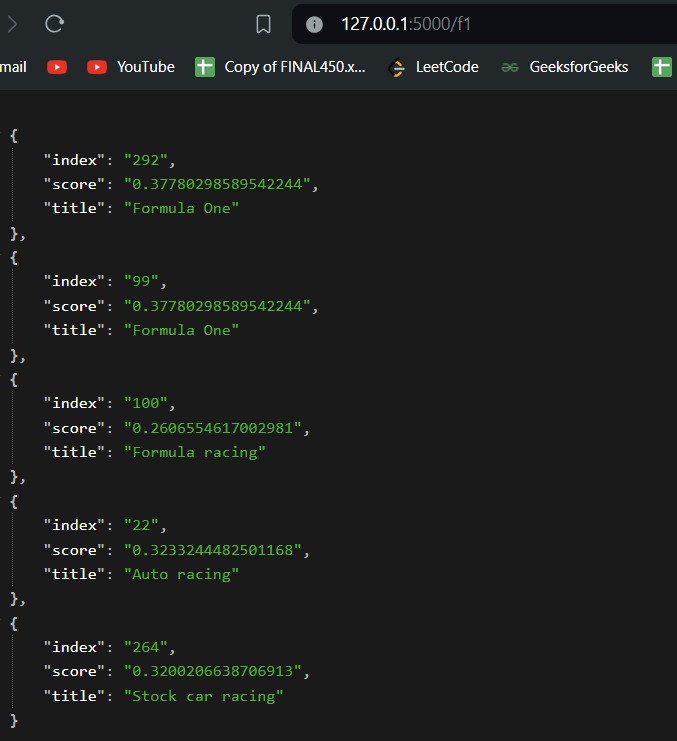 127.0.0.1:5000/f1
mail YouTube Copy of FINAL450.x... LeetCode GeeksforGeeks
{
"index": "292",
"score": "0.37780298589542244",
"title": "Formula One"
},
{
"index": "99",
"score": "0.37780298589542244",
"title": "Formula One"
},
{
"index": "100",
"score": "0.2606554617002981",
"title": "Formula racing"
},
{
"index": "22",
"score": "0.3233244482501168",
"title": "Auto racing"
},
{
"index": "264",
"score": "0.3200206638706913",
"title": "Stock car racing"
}